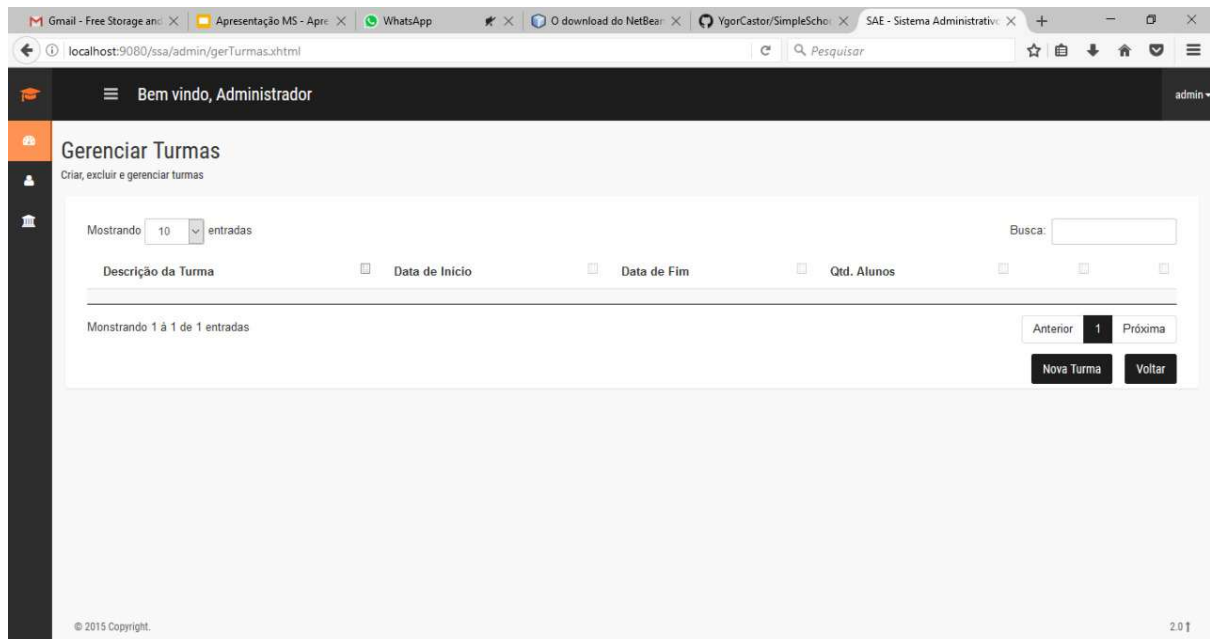 Gmail - Free Storage and
Apresentação MS - Apre
WhatsApp
O download do NetBean
YgorCastor/SimpleSchoo
SAE - Sistema Administrativo
localhost:9080/ssa/admin/gerTurmas.xhtml
Pesquisar
Bem vindo, Administrador
admin
Gerenciar Turmas
Criar, excluir e gerenciar turmas
Mostrando 10 entradas
Busca:
Descrição da Turma Data de Início Data de Fim Qtd. Alunos
Monstrando 1 á 1 de 1 entradas
Anterior 1 Próxima
Nova Turma Voltar
© 2015 Copyright.
2.0